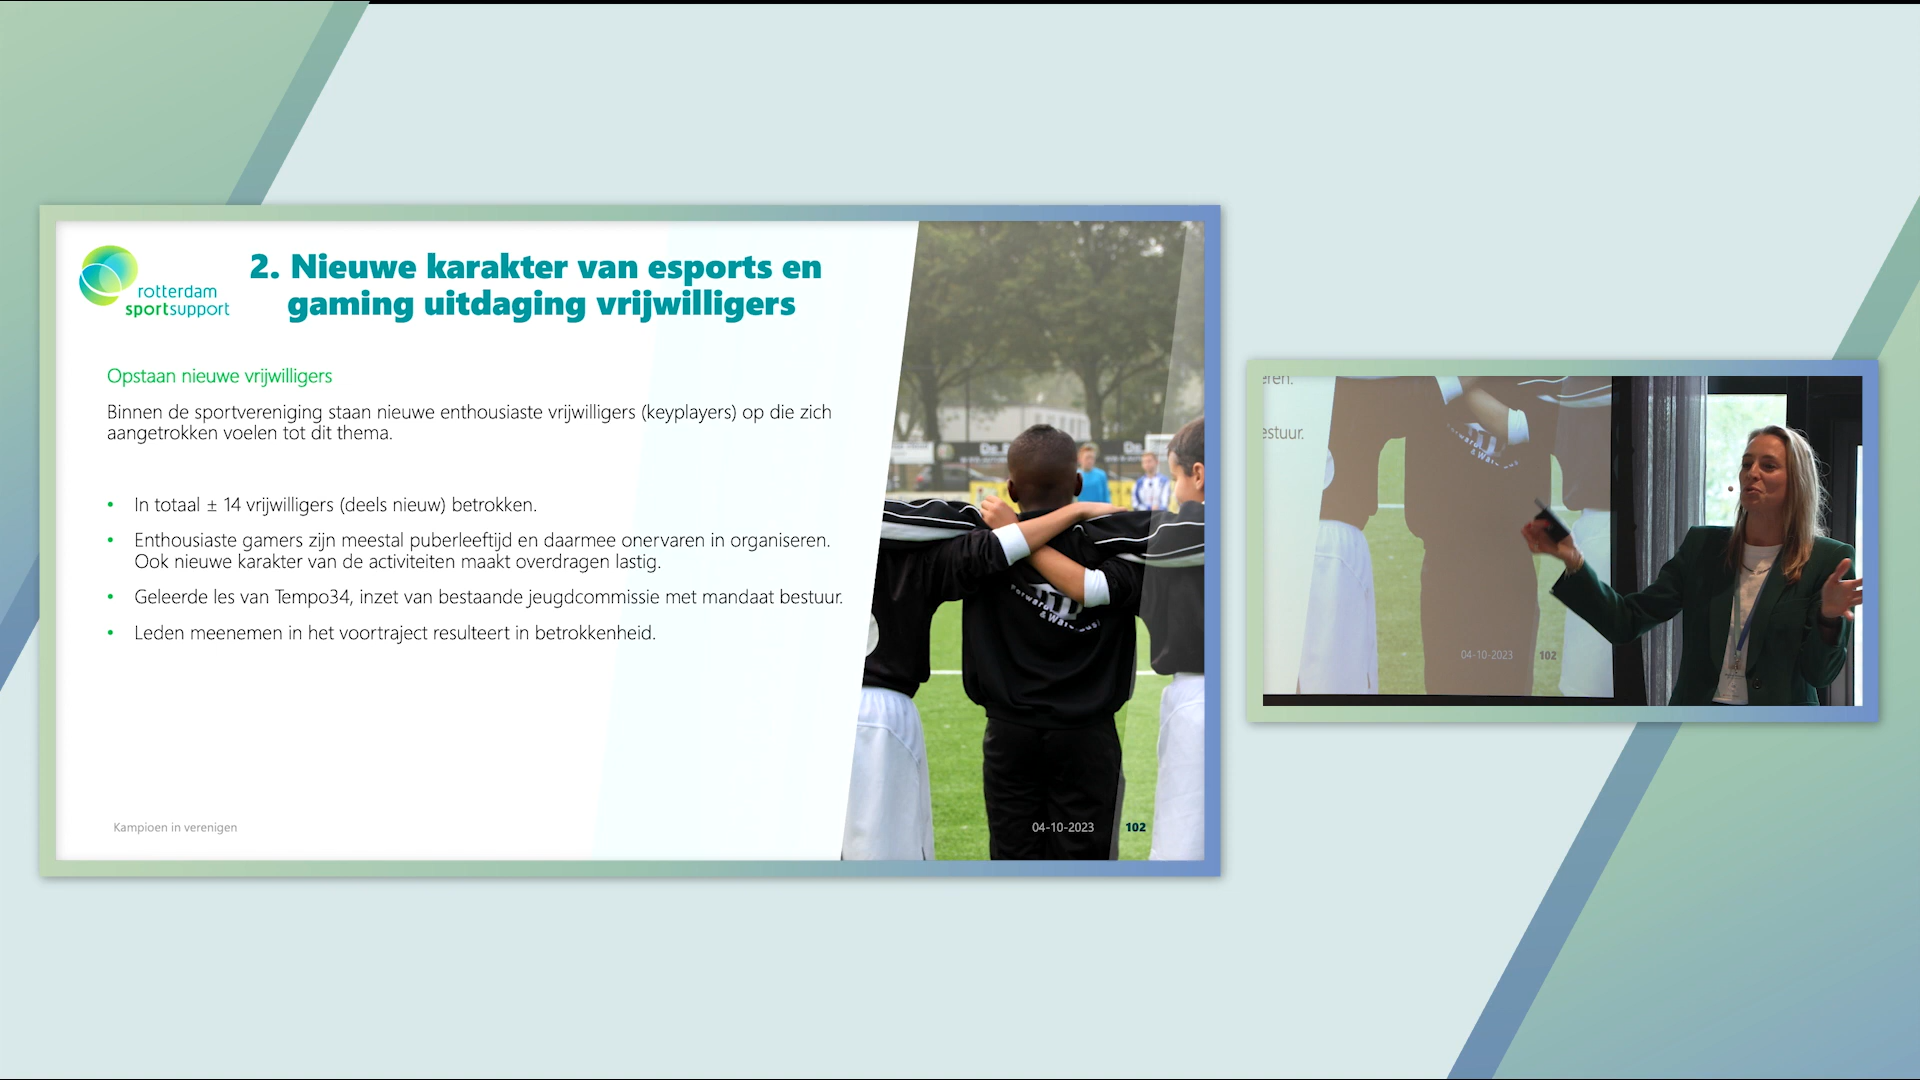 rotterdam
sportsupport
2. Nieuwe karakter van esports en
gaming uitdaging vrijwilligers
Opstaan nieuwe vrijwilligers
Binnen de sportvereniging staan nieuwe enthousiaste vrijwilligers (keyplayers) op die zich
aangetrokken voelen tot dit thema.
• In totaal ± 14 vrijwilligers (deels nieuw) betrokken.
• Enthousiaste gamers zijn meestal puberleeftijd en daarmee onervaren in organiseren.
Ook nieuwe karakter van de activiteiten maakt overdragen lastig.
• Geleerde les van Tempo34, inzet van bestaande jeugdcommissie met mandaat bestuur.
• Leden meenemen in het voortraject resulteert in betrokkenheid.
Kampioen in verenigen
04-10-2023
102
eren.
estuur.
04-10-2023
102